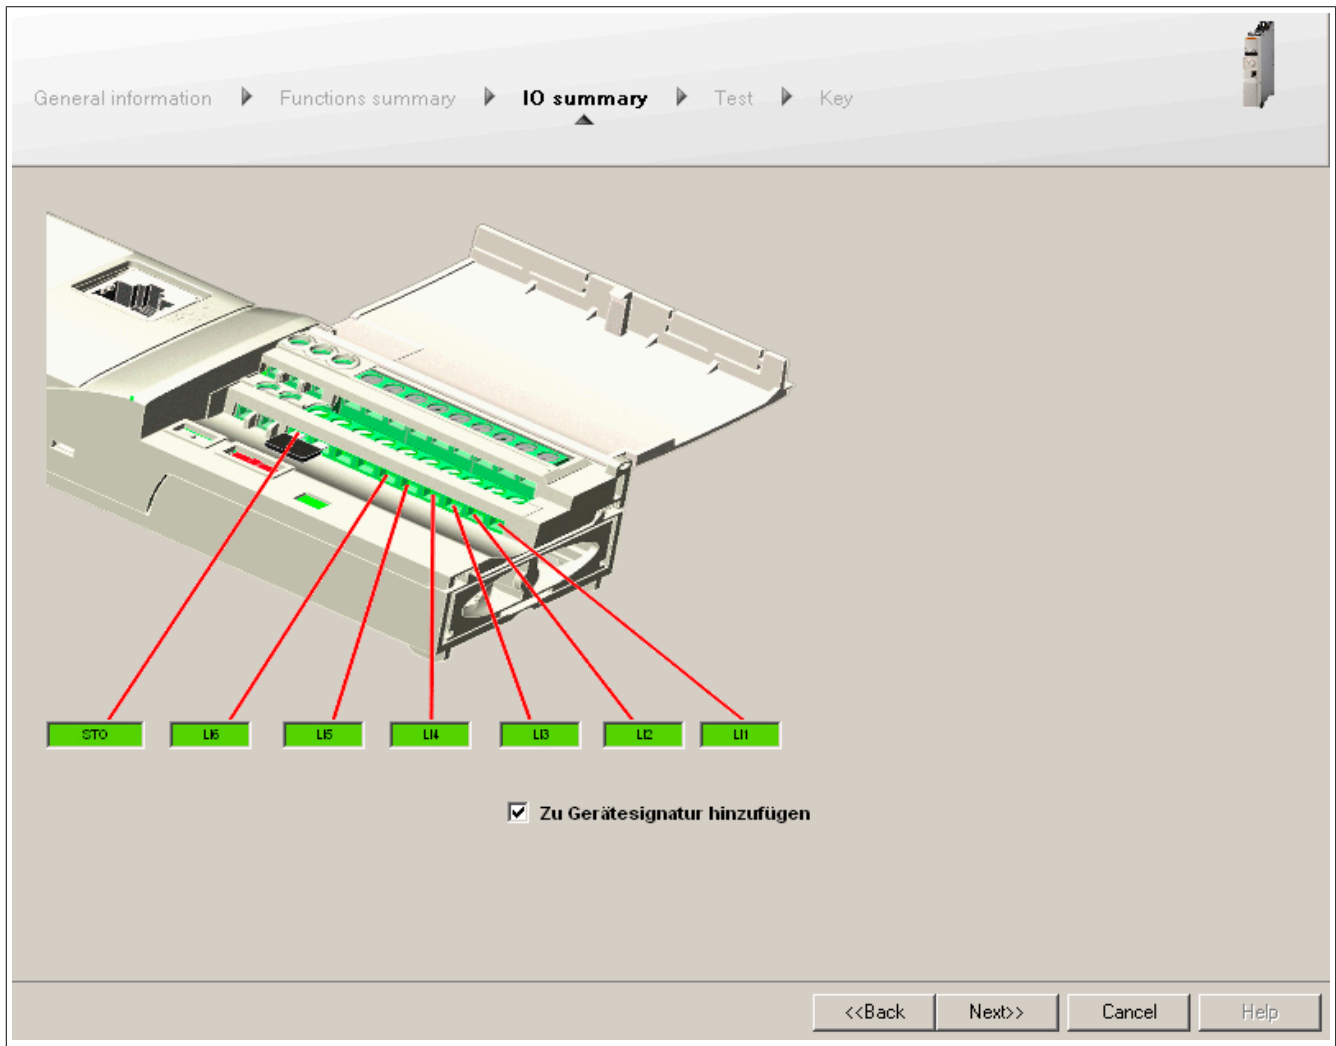 General information Functions summary IO summary Test Key
STO LI6 LI5 LI4 LI3 LI2 LI1
Zu Gerätesignatur hinzufügen
<<Back Next>> Cancel Help